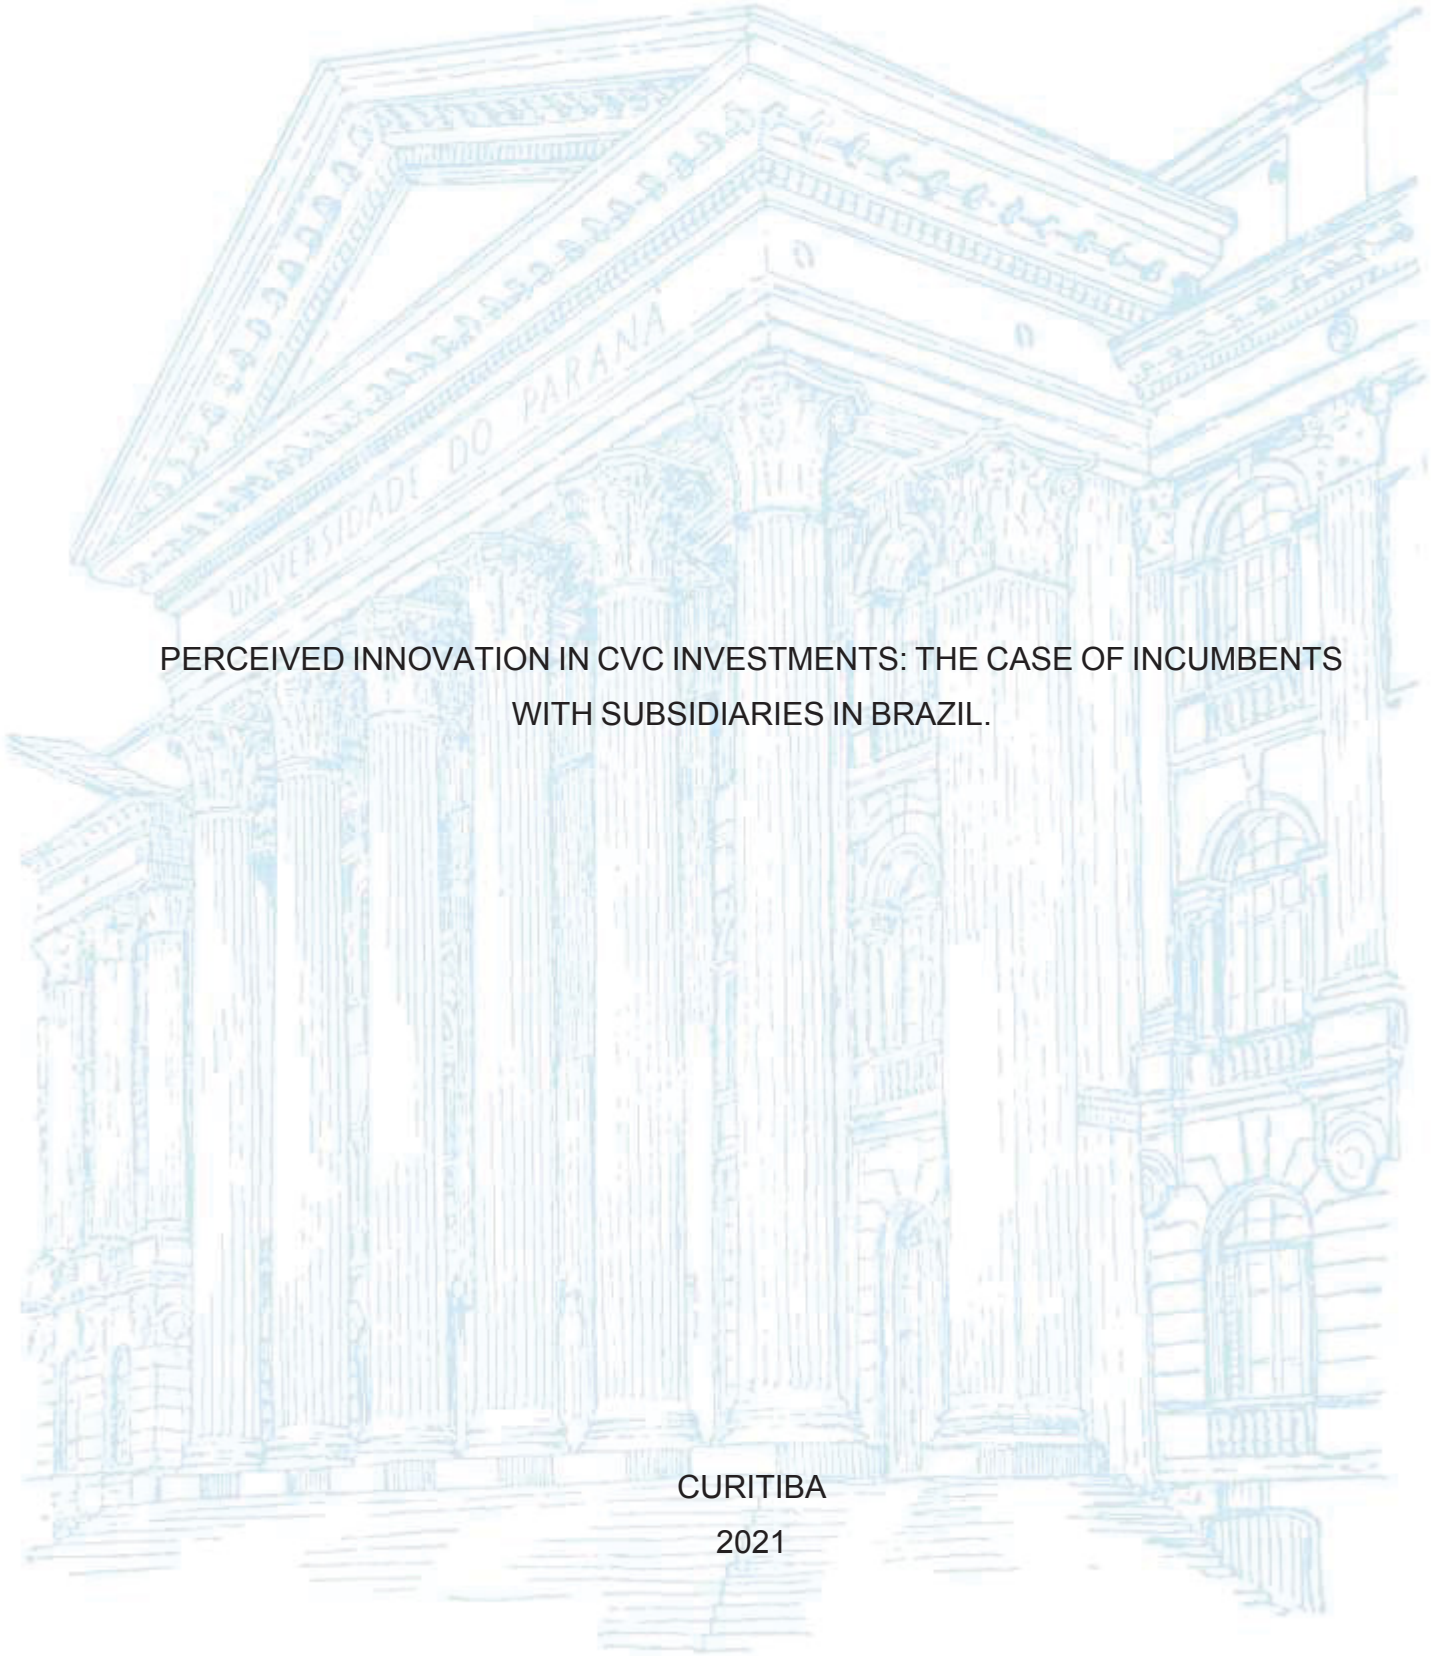 UNIVERSIDADE DO PARANÁ
PERCEIVED INNOVATION IN CVC INVESTMENTS: THE CASE OF INCUMBENTS
WITH SUBSIDIARIES IN BRAZIL.
CURITIBA
2021